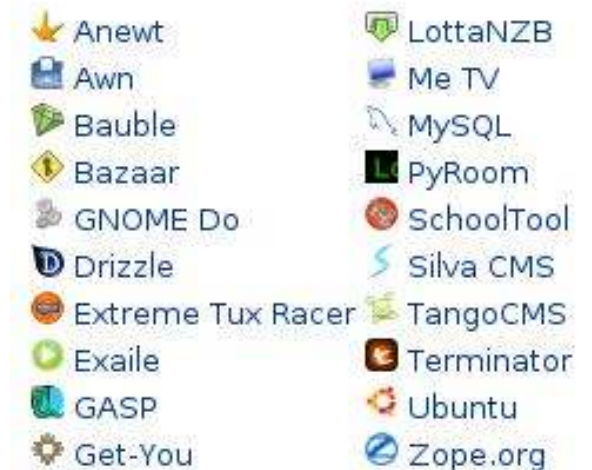 Anewt
Awn
Bauble
Bazaar
GNOME Do
Drizzle
Extreme Tux Racer
Exaile
GASP
Get-You
LottaNZB
Me TV
MySQL
PyRoom
SchoolTool
Silva CMS
TangoCMS
Terminator
Ubuntu
Zope.org